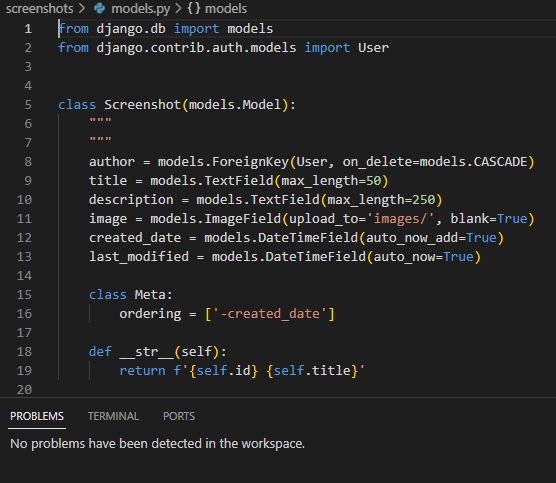 screenshots > models.py > {} models
1 from django.db import models
2 from django.contrib.auth.models import User
3
4
5 class Screenshot(models.Model):
6     """
7     """
8     author = models.ForeignKey(User, on_delete=models.CASCADE)
9     title = models.TextField(max_length=50)
10     description = models.TextField(max_length=250)
11     image = models.ImageField(upload_to='images/', blank=True)
12     created_date = models.DateTimeField(auto_now_add=True)
13     last_modified = models.DateTimeField(auto_now=True)
14
15     class Meta:
16         ordering = ['-created_date']
17
18     def __str__(self):
19         return f'{self.id} {self.title}'
20
PROBLEMS TERMINAL PORTS
No problems have been detected in the workspace.